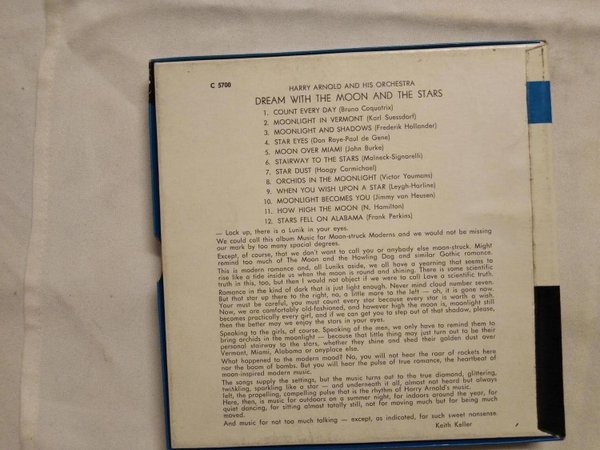 C 5700
HARRY ARNOLD AND HIS ORCHESTRA
DREAM WITH THE MOON AND THE STARS
1. COUNT EVERY DAY (Bruno Coquatrix)
2. MOONLIGHT IN VERMONT (Karl Suessdorf)
3. MOONLIGHT AND SHADOWS (Frederik Hollander)
4. STAR EYES (Don Raye-Paul de Gene)
5. MOON OVER MIAMI (John Burke)
6. STAIRWAY TO THE STARS (Malneck-Signorelli)
7. STAR DUST (Hoagy Carmichael)
8. ORCHIDS IN THE MOONLIGHT (Victor Youmans)
9. WHEN YOU WISH UPON A STAR (Leygh-Harline)
10. MOONLIGHT BECOMES YOU (Jimmy van Heusen)
11. HOW HIGH THE MOON (N. Hamilton)
12. STARS FELL ON ALABAMA (Frank Perkins)
— Lock up, there is a Lunik in your eyes.
We could call this album Music for Moon-struck Moderns and we would not be missing
our mark by too many spacial degrees.
Except, of course, that we don't want to call you or anybody else moon-struck. Might
remind too much of The Moon and the Howling Dog and similar Gothic romance.
This is modern romance and, all Luniks aside, we all have a yearning that seems to
rise like a tide inside us when the moon is round and shining. There is some scientific
truth in this, too, but then I would not object if we were to call Love a scientific truth.
Romance in the kind of dark that is just light enough. Never mind cloud number seven.
But that star up there to the right, no, a little more to the left — oh, it is gone now.
Your must be careful, you must count every star because every star is worth a wish.
Now, we are comfortably old-fashioned, and however high the moon is, moonlight still
becomes practically every girl, and if we can get you to step out of that shadow, please,
then the better may we enjoy the stars in your eyes.
Speaking to the girls, of course. Speaking of the men, we only have to remind them to
bring orchids in the moonlight — because that little thing may just turn out to be their
personal stairway to the stars, whether they shine and shed their golden dust over
Vermont, Miami, Alabama or anyplace else.
What happened to the modern mood? No, you will not hear the roar of rockets here
nor the boom of bombs. But you will hear the pulse of true romance, the heartbeat of
moon-inspired modern music.
The songs supply the settings, but the music turns out to the true diamond, glittering,
twinkling, sparkling like a star — and underneath it all, almost not heard but always
felt, the propelling, compelling pulse that is the rhythm of Harry Arnold's music.
Here, then, is music for outdoors on a summer night, for indoors around the year, for
quiet dancing, for sitting almost totally still, not for moving much but for being much
moved.
And music for not too much talking — except, as indicated, for such sweet nonsense.
Keith Keller